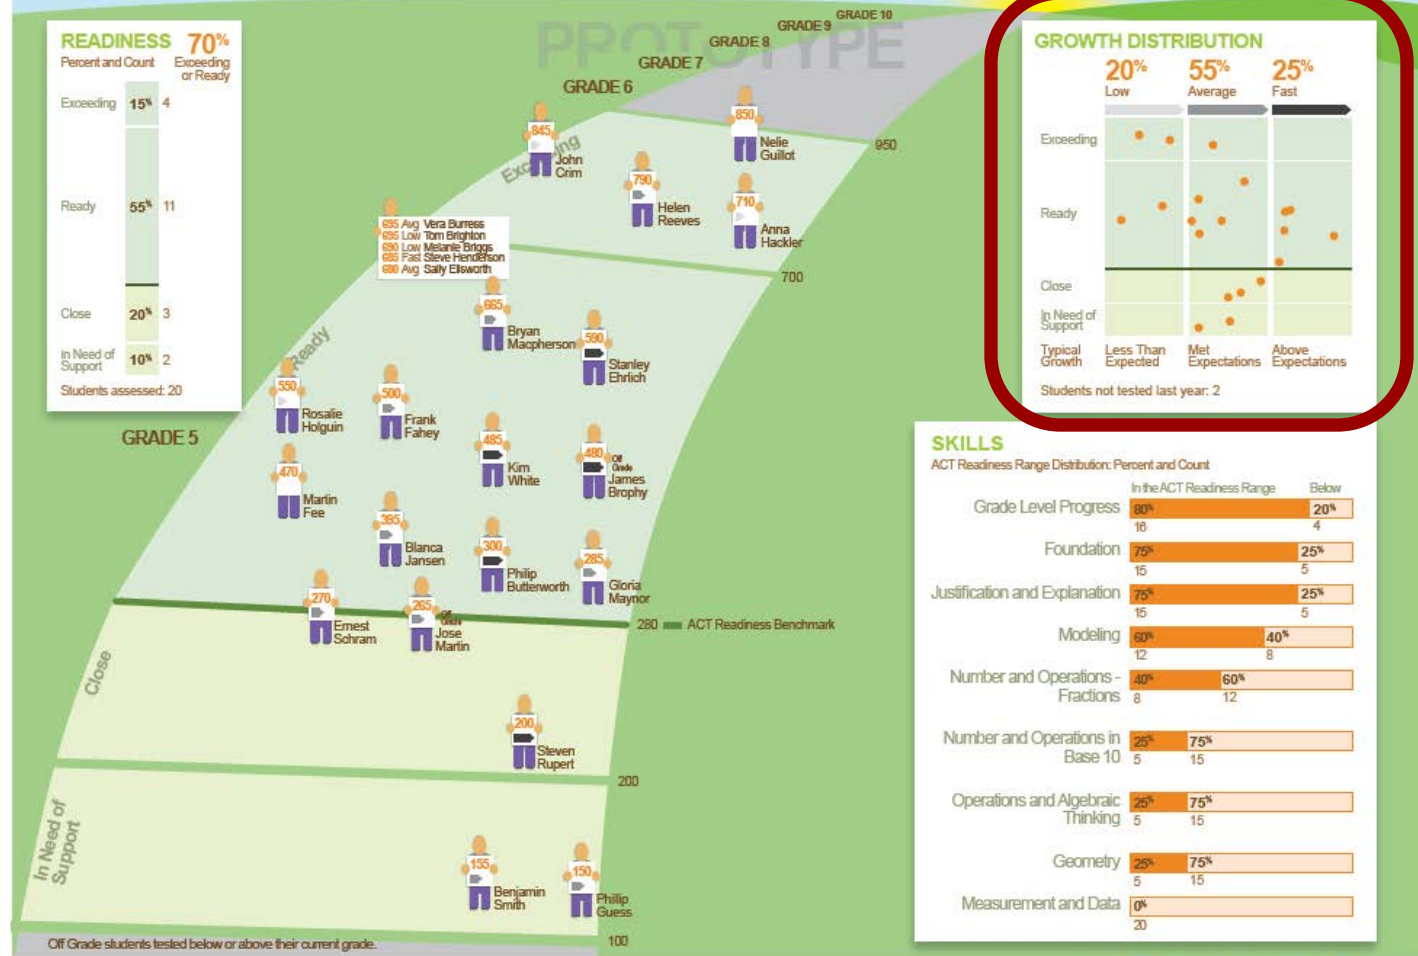 PROTOTYPE
READINESS 70%
Percent and Count Exceeding
or Ready
Exceeding 15% 4
Ready 55% 11
Close 20% 3
In Need of
Support 10% 2
Students assessed: 20
GRADE 5
GRADE 6
GRADE 7
GRADE 8
GRADE 9
GRADE 10
Exceeding
845
John
Crim
850
Nelie
Guillot
950
790
Helen
Reeves
710
Anna
Hackler
695 Avg Vera Burress
695 Low Tom Brighton
690 Low Melanie Briggs
685 Fast Steve Henderson
680 Avg Sally Ellsworth
700
Ready
665
Bryan
Macpherson
590
Stanley
Ehrlich
550
Rosalie
Holguin
500
Frank
Fahey
485
Kim
White
480
Off
Grade
James
Brophy
470
Martin
Fee
395
Blanca
Jansen
300
Philip
Butterworth
285
Gloria
Maynor
270
Ernest
Schram
265
Off
Grade
Jose
Martin
280 ACT Readiness Benchmark
Close
200
Steven
Rupert
200
In Need of
Support
155
Benjamin
Smith
150
Phillip
Guess
100
Off Grade students tested below or above their current grade.
GROWTH DISTRIBUTION
20% 55% 25%
Low Average Fast
Exceeding
Ready
Close
In Need of
Support
Typical Less Than Met Above
Growth Expected Expectations Expectations
Students not tested last year: 2
SKILLS
ACT Readiness Range Distribution: Percent and Count
In the ACT Readiness Range Below
Grade Level Progress 80% 20%
16 4
Foundation 75% 25%
15 5
Justification and Explanation 75% 25%
15 5
Modeling 60% 40%
12 8
Number and Operations - 40% 60%
Fractions 8 12
Number and Operations in 25% 75%
Base 10 5 15
Operations and Algebraic 25% 75%
Thinking 5 15
Geometry 25% 75%
5 15
Measurement and Data 0%
20